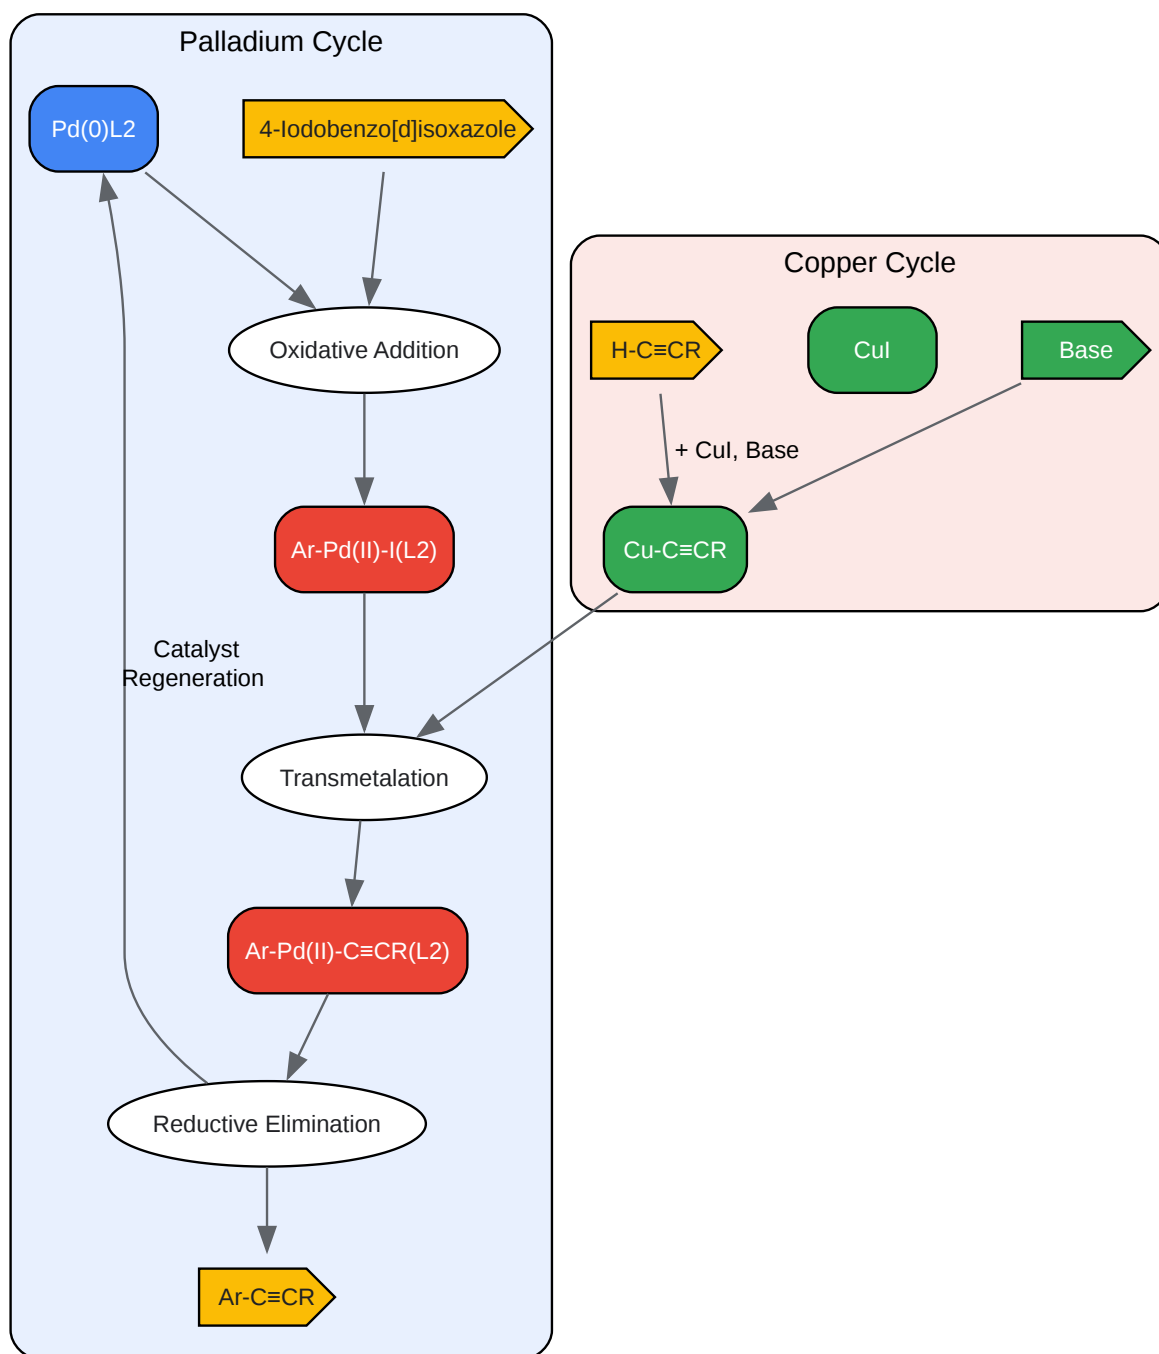 Palladium Cycle
Pd(0)L2
4-Iodobenzo[d]isoxazole
Oxidative Addition
Ar-Pd(II)-I(L2)
Catalyst
Regeneration
Transmetalation
Ar-Pd(II)-C≡CR(L2)
Reductive Elimination
Ar-C≡CR
Copper Cycle
H-C≡CR
CuI
Base
+ CuI, Base
Cu-C≡CR